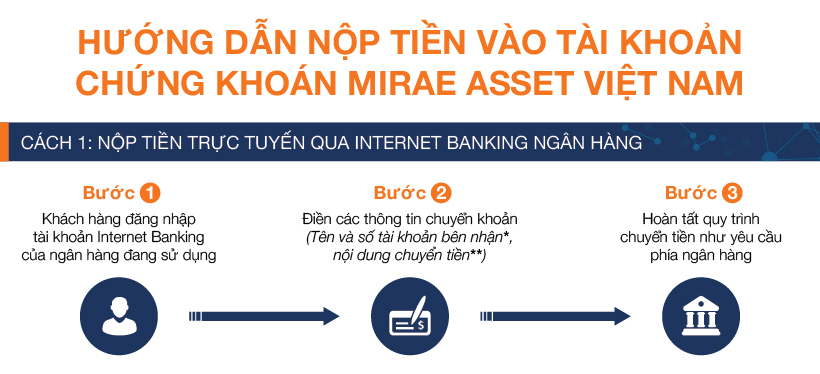 HƯỚNG DẪN NỘP TIỀN VÀO TÀI KHOẢN
CHỨNG KHOÁN MIRAE ASSET VIỆT NAM
CÁCH 1: NỘP TIỀN TRỰC TUYẾN QUA INTERNET BANKING NGÂN HÀNG
Bước 1
Khách hàng đăng nhập
tài khoản Internet Banking
của ngân hàng đang sử dụng
Bước 2
Điền các thông tin chuyển khoản
(Tên và số tài khoản bên nhận*,
nội dung chuyển tiền**)
$
Bước 3
Hoàn tất quy trình
chuyển tiền như yêu cầu
phía ngân hàng